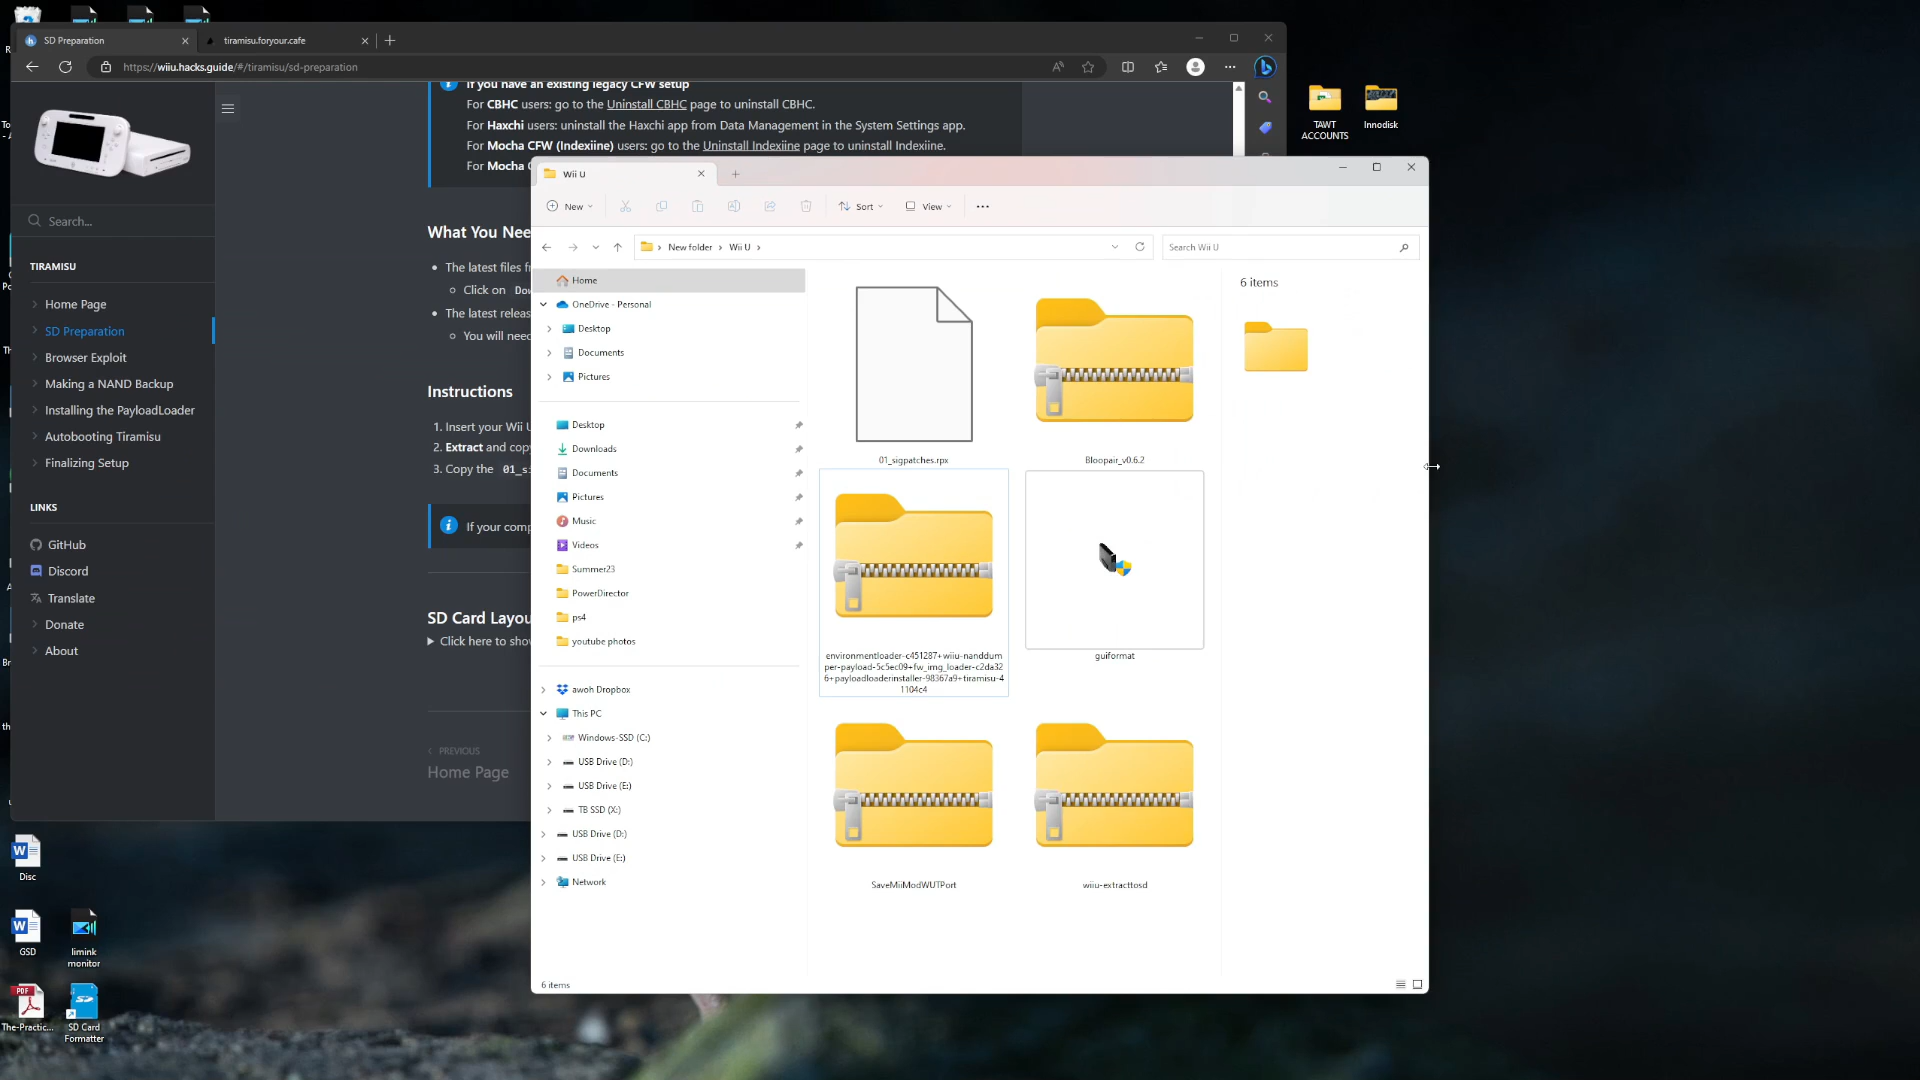 SD Preparation
tiramisu.foryour.cafe
https://wiiu.hacks.guide/#/tiramisu/sd-preparation
If you have an existing legacy CFW setup
For CBHC users: go to the Uninstall CBHC page to uninstall CBHC.
For Haxchi users: uninstall the Haxchi app from Data Management in the System Settings app.
For Mocha CFW (Indexiine) users: go to the Uninstall Indexiine page to uninstall Indexiine.
For Mocha
What You Nee
The latest files
Click on
The latest releas
You will need
Instructions
1. Insert your Wii U
2. Extract and copy
3. Copy the 01_s
If your comp
SD Card Layou
Click here to sho
PREVIOUS
Home Page
Search...
TIRAMISU
Home Page
SD Preparation
Browser Exploit
Making a NAND Backup
Installing the PayloadLoader
Autobooting Tiramisu
Finalizing Setup
LINKS
GitHub
Discord
Translate
Donate
About
Wii U
New
Sort
View
New folder
Wii U
Search Wii U
Home
OneDrive - Personal
Desktop
Documents
Pictures
Desktop
Downloads
Documents
Pictures
Music
Videos
Summer23
PowerDirector
ps4
youtube photos
awoh Dropbox
This PC
Windows-SSD (C:)
USB Drive (D:)
USB Drive (E:)
TB SSD (X:)
USB Drive (D:)
USB Drive (E:)
Network
01_sigpatches.rpx
Bloopair_v0.6.2
environmentloader-c451287+wiiu-nanddum
per-payload-5c5ec09+fw_img_loader-c2da32
6+payloadloaderinstaller-98367a9+tiramisu-4
1104c4
guiformat
SaveMiiModWUTPort
wiiu-extracttosd
6 items
6 items
TAWT
ACCOUNTS
Innodisk
W
Disc
W
GSD
limink
monitor
PDF
The-Practic...
SD
SD Card
Formatter